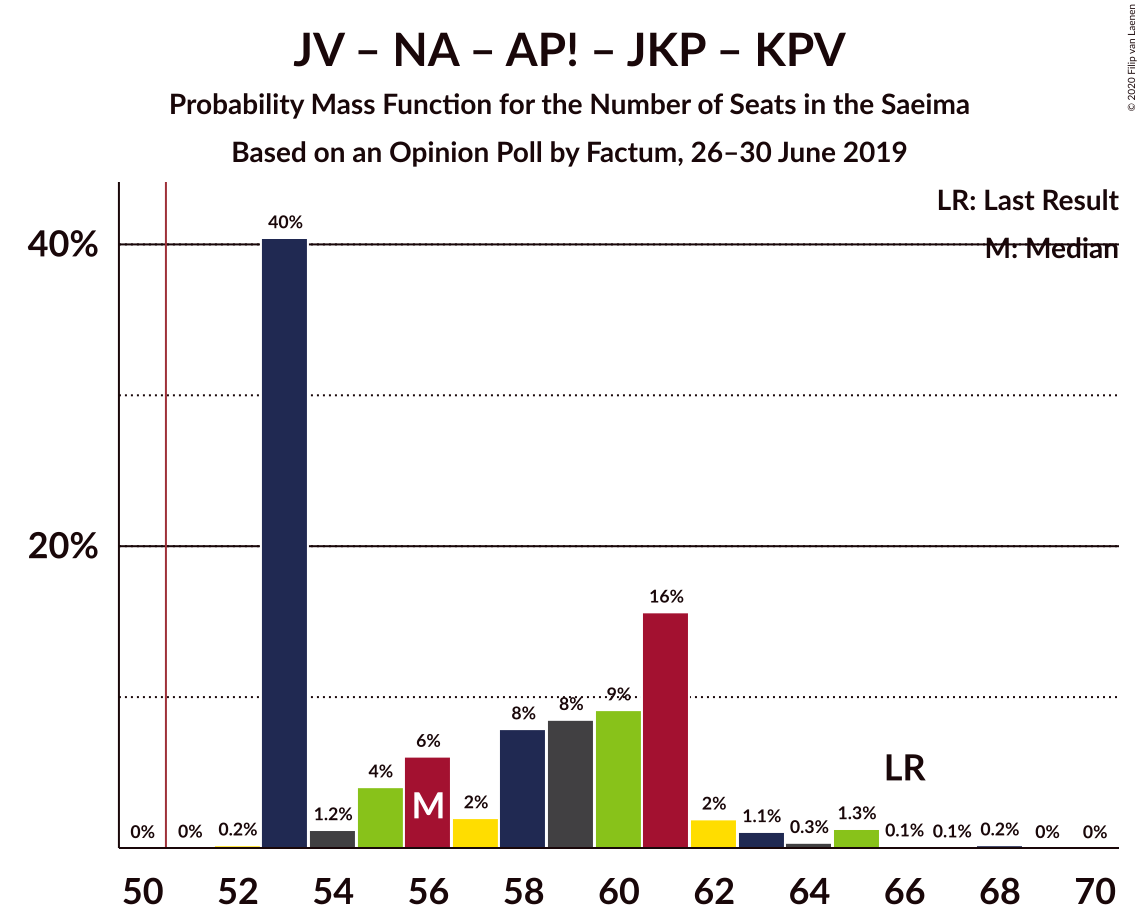 JV – NA – AP! – JKP – KPV
Probability Mass Function for the Number of Seats in the Saeima
Based on an Opinion Poll by Factum, 26–30 June 2019
© 2020 Filip van Laenen
LR: Last Result
M: Median
40%
20%
0%
0%
0.2%
40%
1.2%
4%
6%
2%
8%
8%
9%
16%
2%
1.1%
0.3%
1.3%
0.1%
0.1%
0.2%
0%
0%
M
LR
50 52 54 56 58 60 62 64 66 68 70